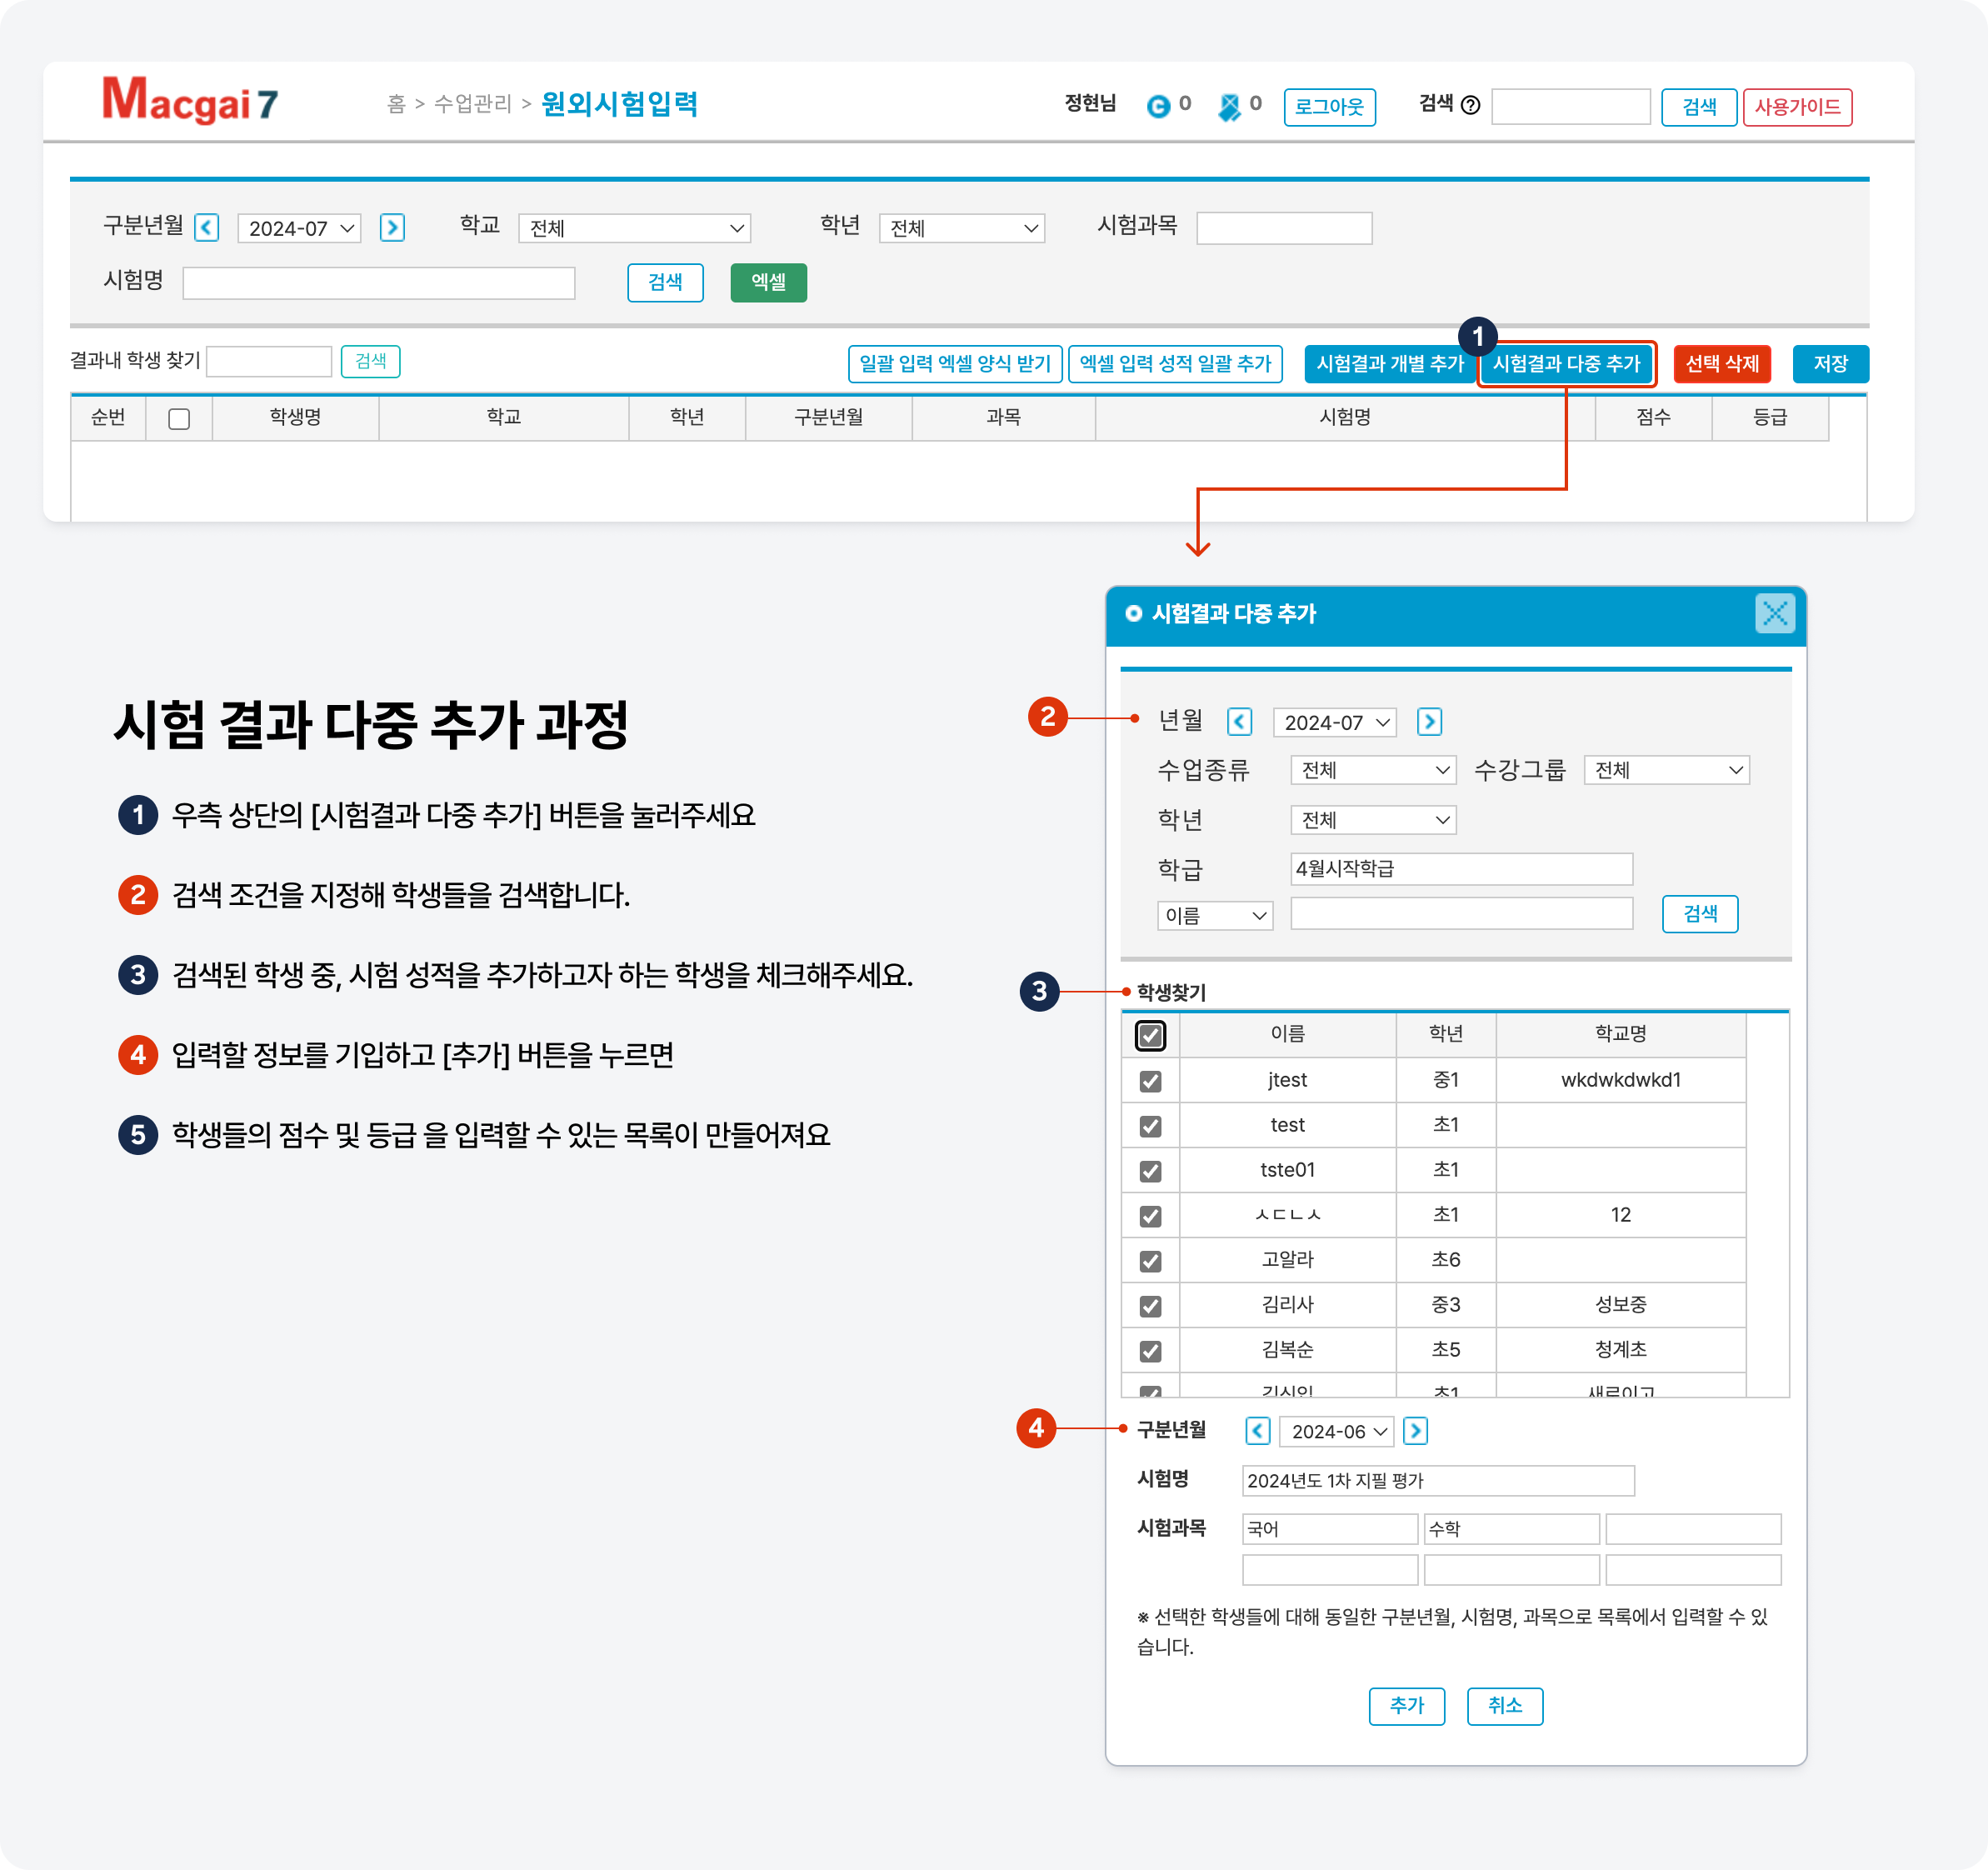 Macgai 7
홈 > 수업관리 > 원외시험입력
정현님 0 0 로그아웃 검색 ? 검색 사용가이드
구분년월 2024-07 학교 전체 학년 전체 시험과목
시험명 검색 엑셀
1
결과내 학생 찾기 검색 일괄 입력 엑셀 양식 받기 엑셀 입력 성적 일괄 추가 시험결과 개별 추가 시험결과 다중 추가 선택 삭제 저장
순번 학생명 학교 학년 구분년월 과목 시험명 점수 등급
시험 결과 다중 추가 과정
1 우측 상단의 [시험결과 다중 추가] 버튼을 눌러주세요
2 검색 조건을 지정해 학생들을 검색합니다.
3 검색된 학생 중, 시험 성적을 추가하고자 하는 학생을 체크해주세요.
4 입력할 정보를 기입하고 [추가] 버튼을 누르면
5 학생들의 점수 및 등급 을 입력할 수 있는 목록이 만들어져요
시험결과 다중 추가
2 년월 2024-07
수업종류 전체 수강그룹 전체
학년 전체
학급 4월시작학급
이름 검색
3 학생찾기
이름 학년 학교명
jtest 중1 wkdwkdwkd1
test 초1
tste01 초1
ㅅㄷㄴㅅ 초1 12
고알라 초6
김리사 중3 성보중
김복순 초5 청계초
초1
4 구분년월 2024-06
시험명 2024년도 1차 지필 평가
시험과목 국어 수학
※ 선택한 학생들에 대해 동일한 구분년월, 시험명, 과목으로 목록에서 입력할 수 있
습니다.
추가 취소